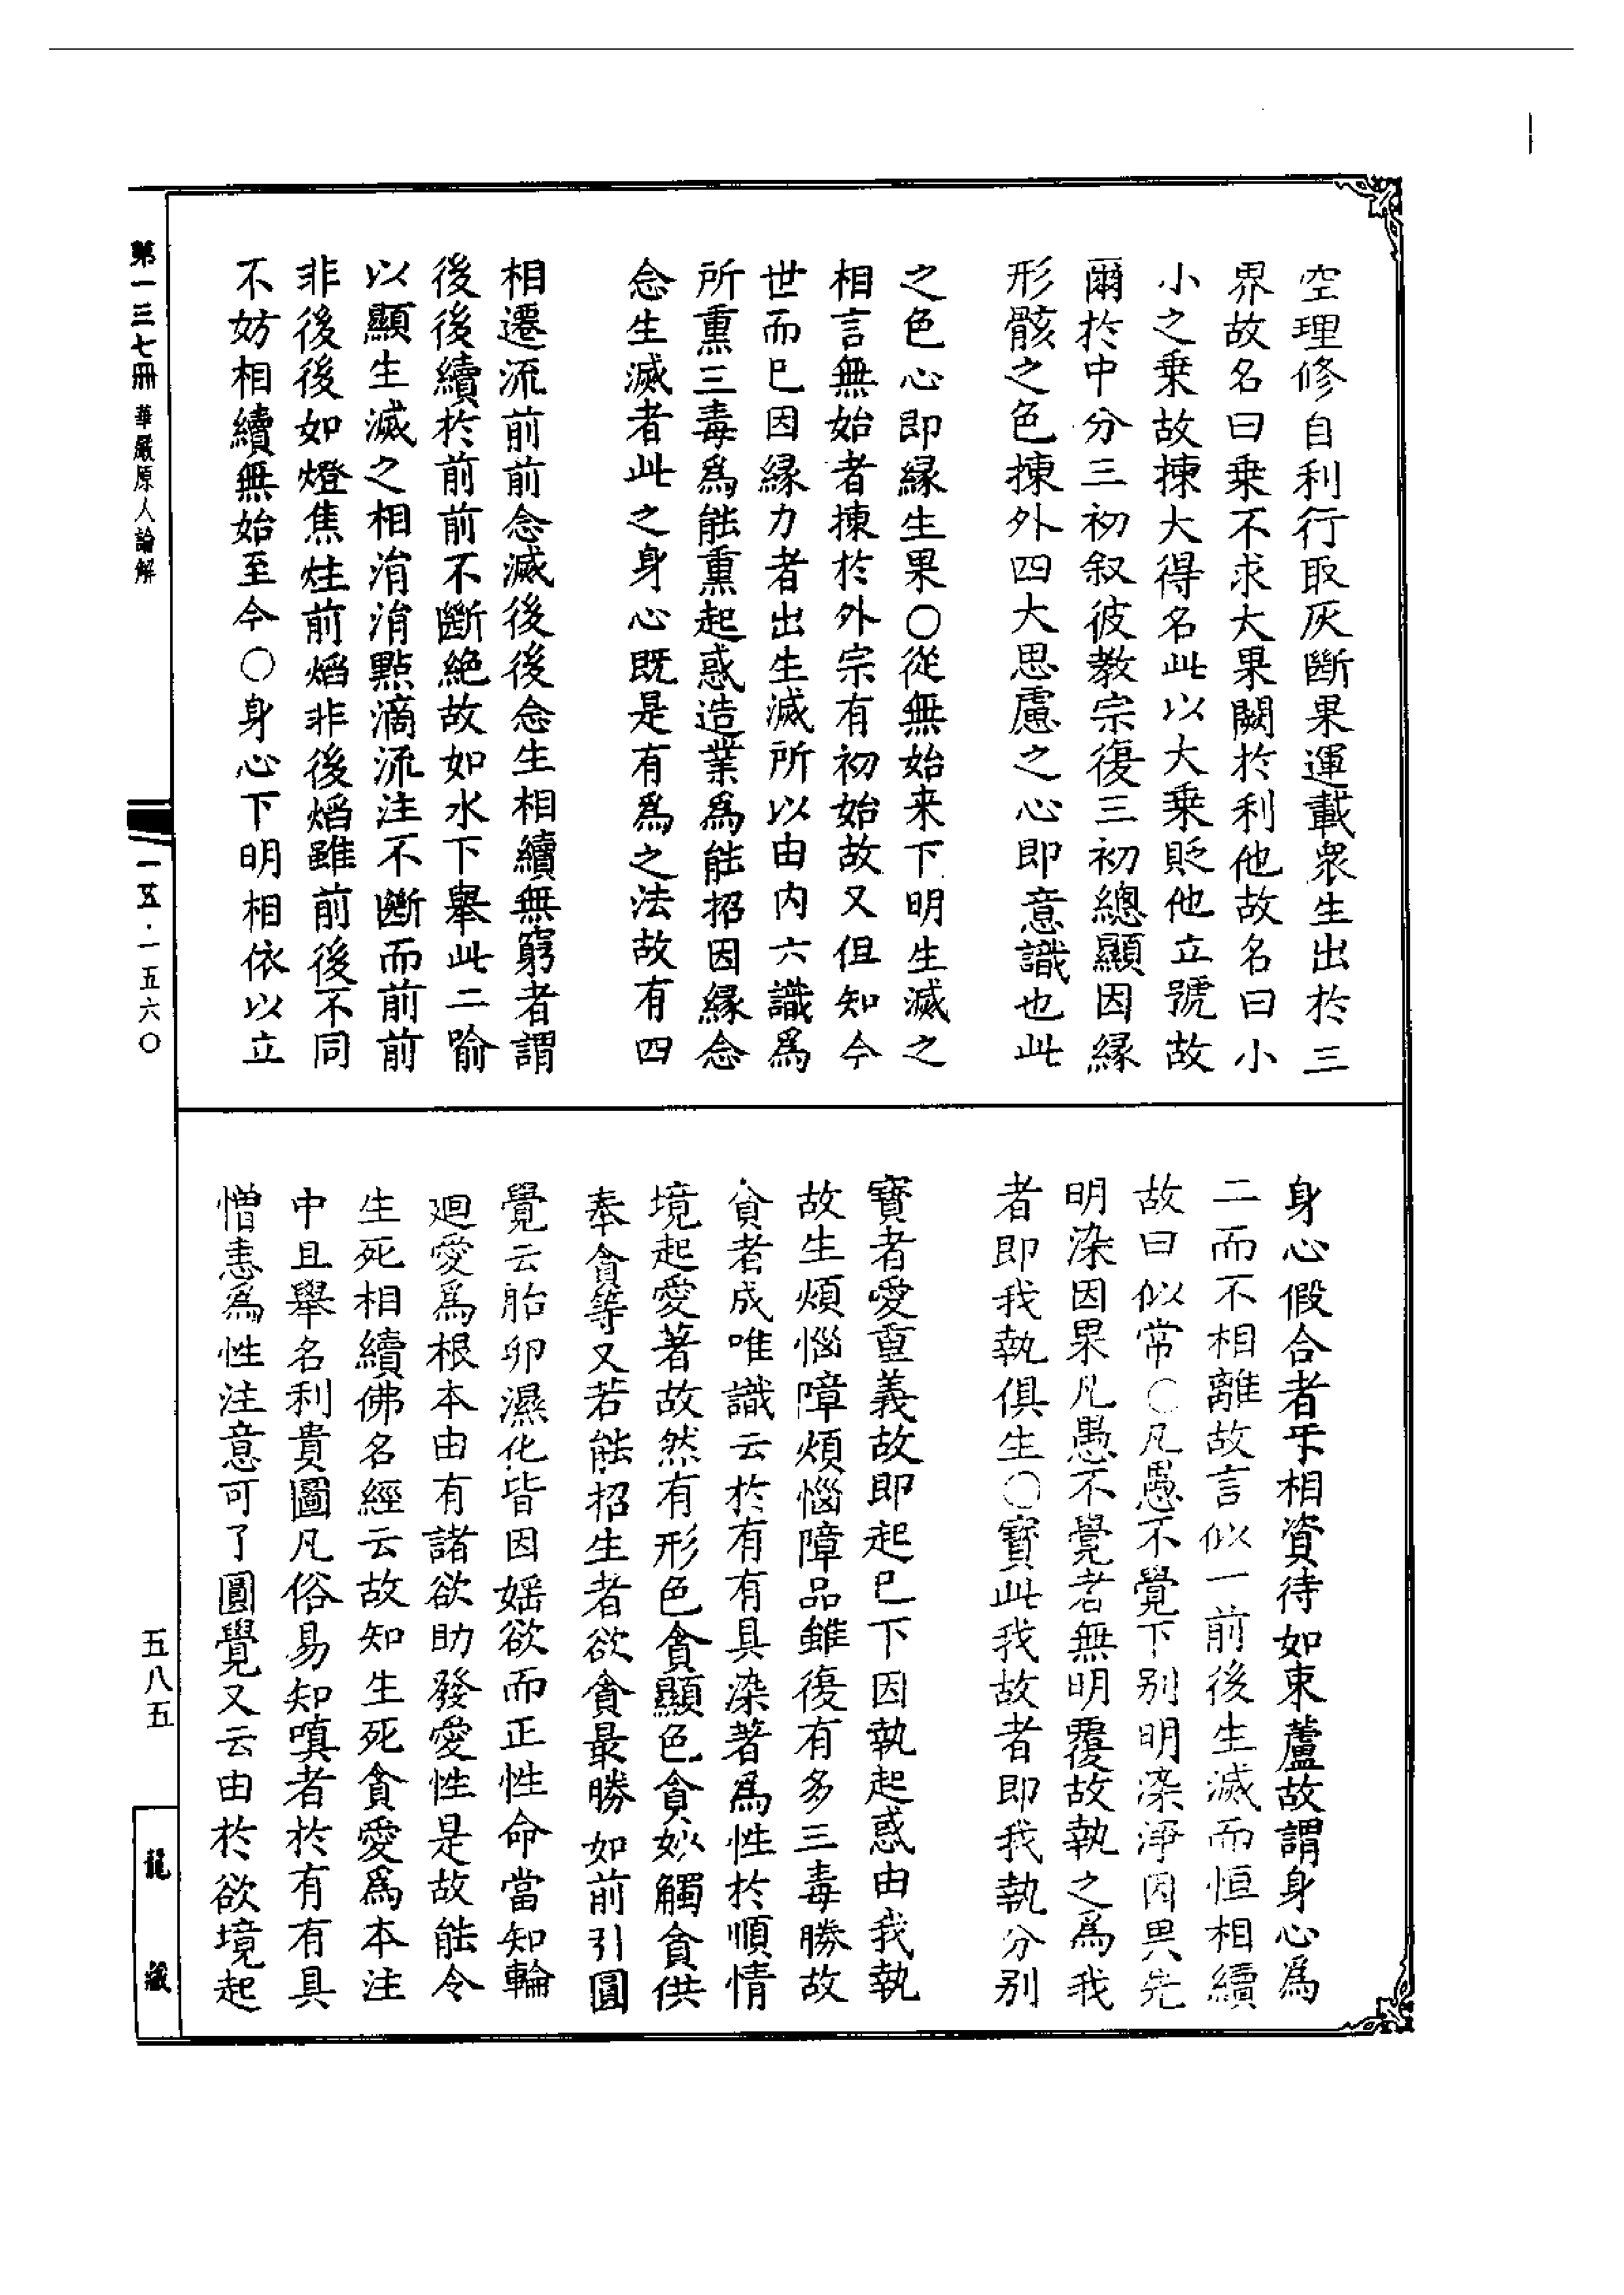 空理修自利行取灰斷果運載衆生出於三
界故名曰乗不求大果闕於利他故名曰小
小之乗故揀大得名此以大乗貶他立號故
爾於中分三初叙彼教宗復三初總顯因縁
形骸之色揀外四大思慮之心即意識也此
之色心即縁生果〇從無始来下明生滅之
相言無始者揀於外宗有初始故又但知今
世而已因縁力者出生滅所以由内六識爲
所熏三毒爲能熏起惑造業爲能招因縁念
念生滅者此之身心既是有爲之法故有四
相遷流前前念滅後後念生相續無窮者謂
後後續於前前不斷絶故如水下舉此二喻
以顯生滅之相涓涓點滴流注不斷而前前
非後後如燈焦炷前焰非後焰雖前後不同
不妨相續無始至今〇身心下明相依以立
身心假合者乎相資待如束蘆故謂身心爲
二而不相離故言似一前後生滅而恒相續
故曰似常〇凡愚不覺下别明染淨因果先
明染因果凡愚不覺者無明覆故執之爲我
者即我執俱生〇寳此我故者即我執分别
寳者愛重義故即起已下因執起惑由我執
故生煩惱障煩惱障品雖復有多三毒勝故
貪者成唯識云於有有具染著爲性於順情
境起愛著故然有形色貪顯色貪妙觸貪供
奉貪等又若能招生者欲貪最勝如前引圓
覺云胎卵濕化皆因婬欲而正性命當知輪
迴愛爲根本由有諸欲助發愛性是故能令
生死相續佛名經云故知生死貪愛爲本注
中且舉名利貴圖凡俗易知嗔者於有有具
憎恚爲性注意可了圓覺又云由於欲境起
第一三七冊 華嚴原人論解
一五·一五六〇
五八五
龍藏